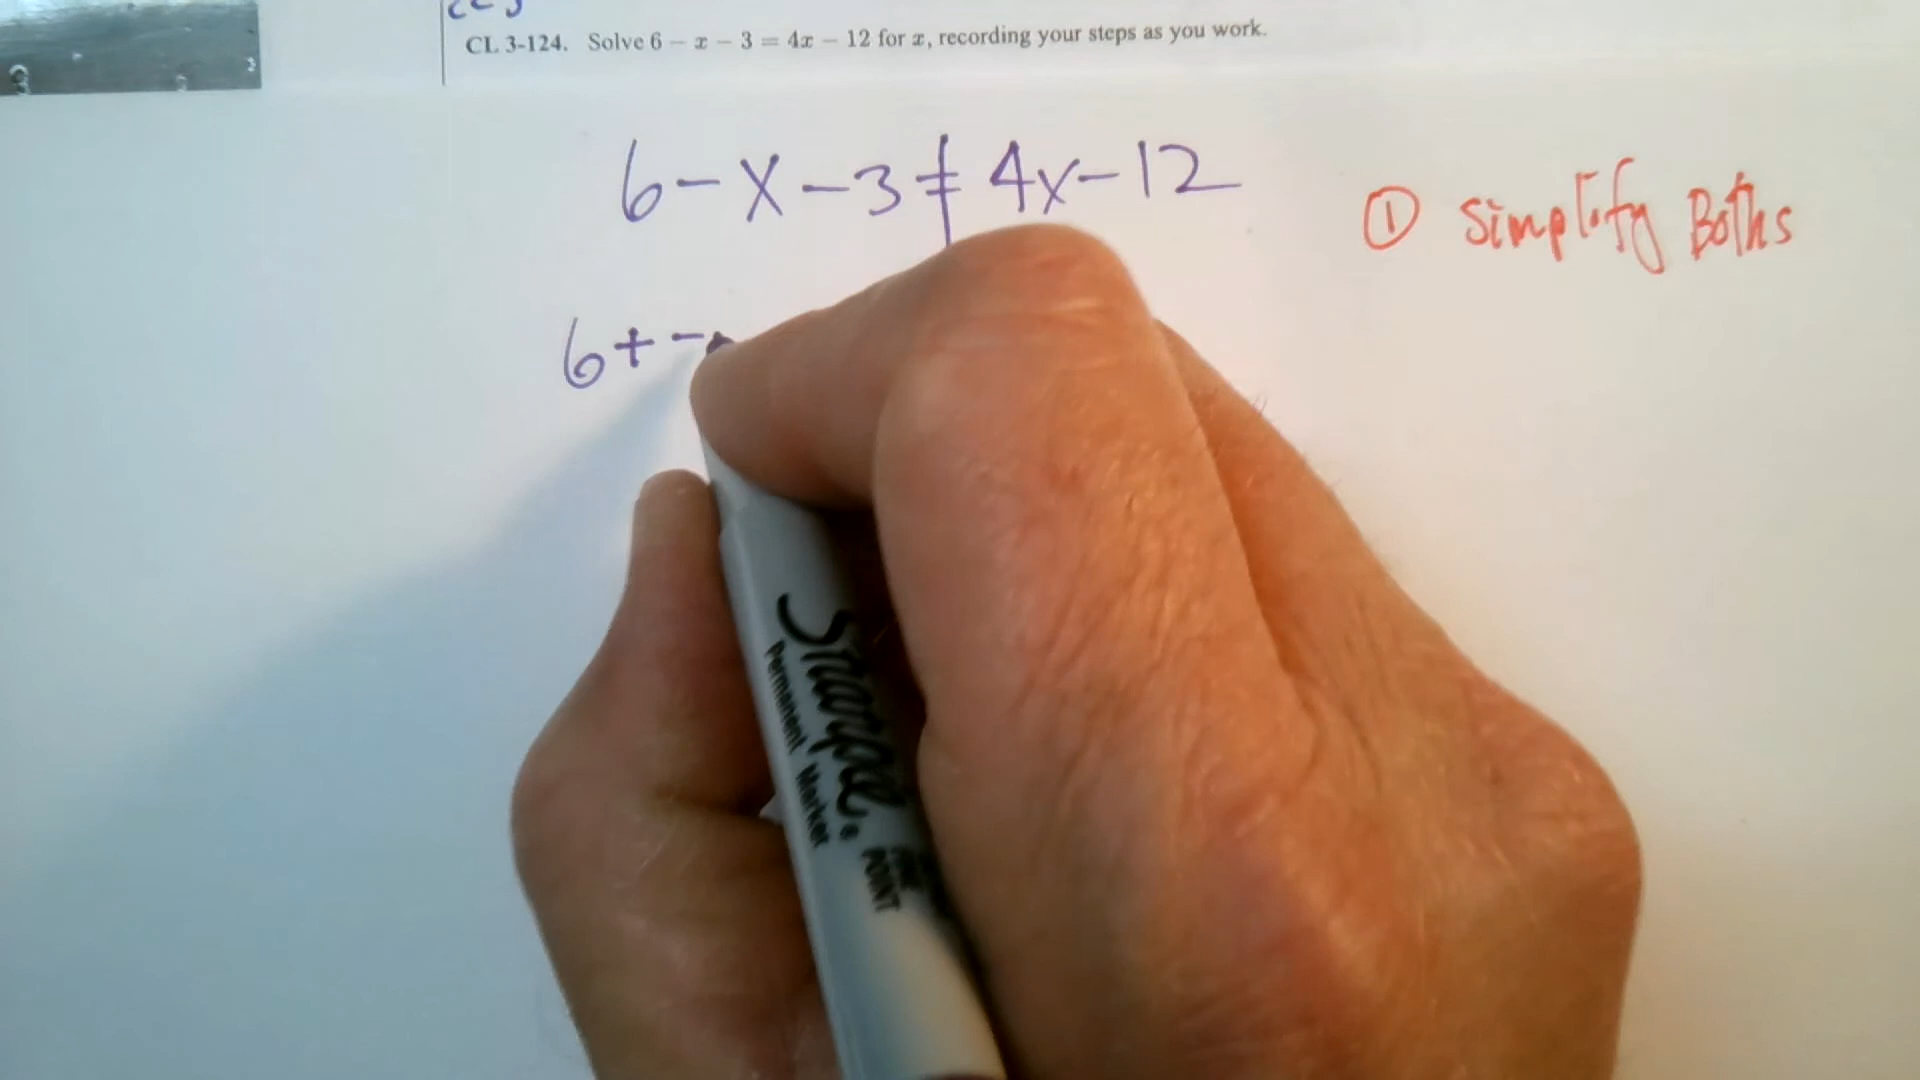 CL 3-124. Solve 6 − x − 3 = 4x − 12 for x, recording your steps as you work.
6 - x - 3 = 4x - 12
① Simplify Boths
6 + -
Sharpie.
FINE POINT
Permanent Marker
3